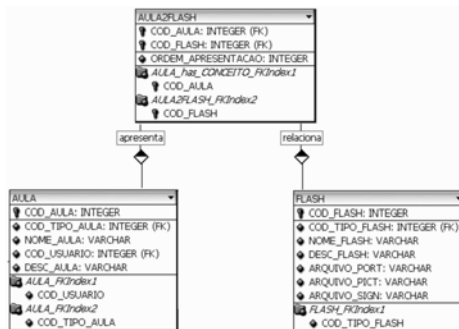 AULA2FLASH
COD_AULA: INTEGER (FK)
COD_FLASH: INTEGER (FK)
ORDEM_APRESENTACAO: INTEGER
AULA_has_CONCEITO_FKIndex1
COD_AULA
AULA2FLASH_FKIndex2
COD_FLASH
apresenta
relaciona
AULA
COD_AULA: INTEGER
COD_TIPO_AULA: INTEGER (FK)
NOME_AULA: VARCHAR
COD_USUARIO: INTEGER (FK)
DESC_AULA: VARCHAR
AULA_FKIndex1
COD_USUARIO
AULA_FKIndex2
COD_TIPO_AULA
FLASH
COD_FLASH: INTEGER
COD_TIPO_FLASH: INTEGER (FK)
NOME_FLASH: VARCHAR
DESC_FLASH: VARCHAR
ARQUIVO_PORT: VARCHAR
ARQUIVO_PICT: VARCHAR
ARQUIVO_SIGN: VARCHAR
FLASH_FKIndex1
COD_TIPO_FLASH